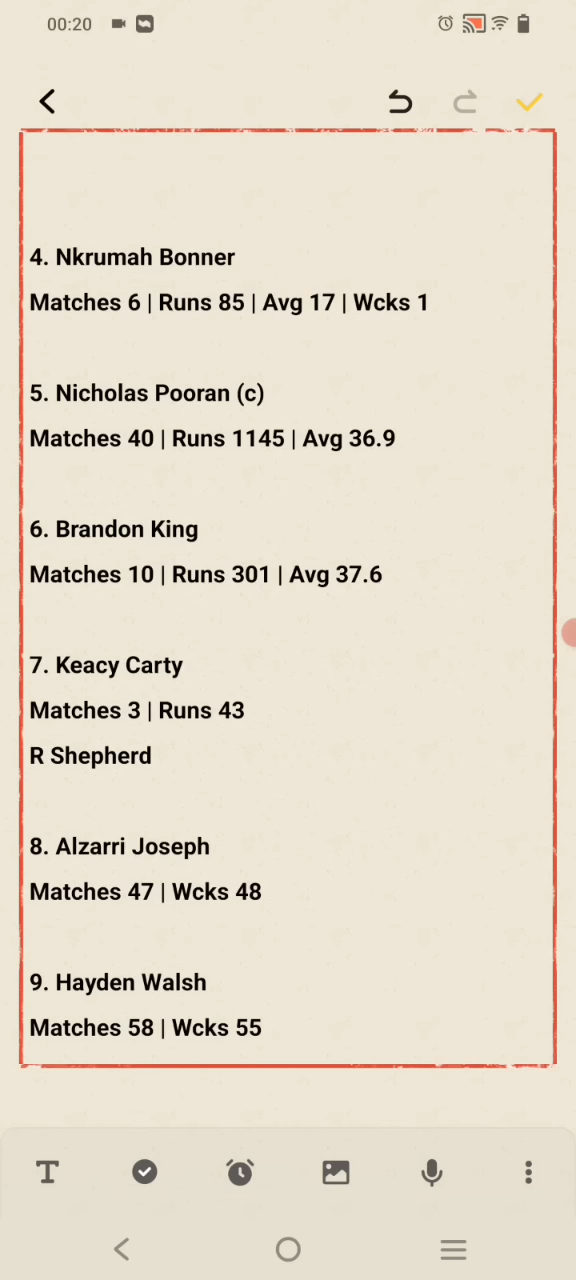 00:20
4. Nkrumah Bonner
Matches 6 | Runs 85 | Avg 17 | Wcks 1
5. Nicholas Pooran (c)
Matches 40 | Runs 1145 | Avg 36.9
6. Brandon King
Matches 10 | Runs 301 | Avg 37.6
7. Keacy Carty
Matches 3 | Runs 43
R Shepherd
8. Alzarri Joseph
Matches 47 | Wcks 48
9. Hayden Walsh
Matches 58 | Wcks 55
T